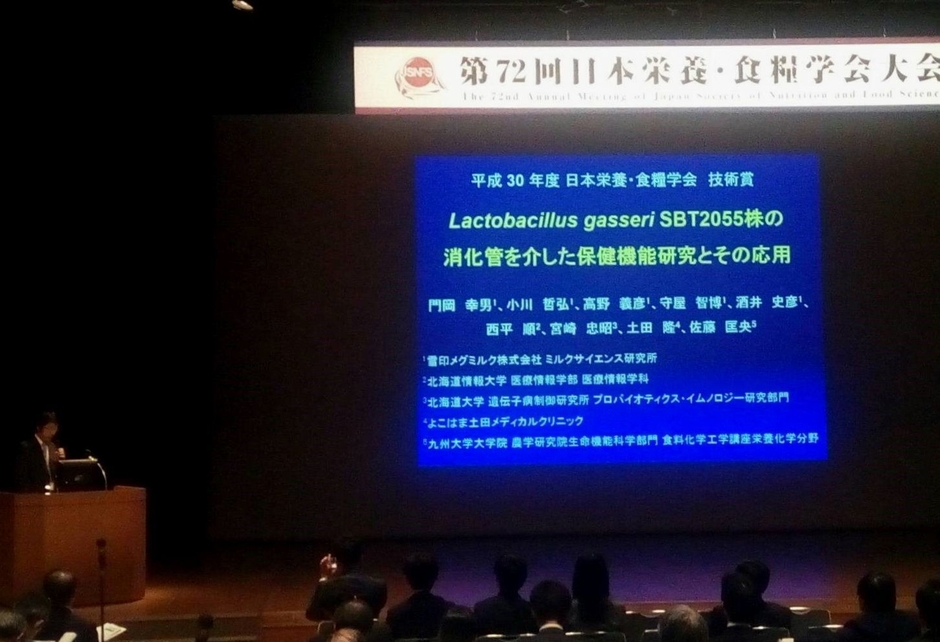 JSNFS
第72回日本栄養・食糧学会大会
The 72nd Annual Meeting of Japan Society of Nutrition and Food Science
平成 30 年度 日本栄養・食糧学会 技術賞
Lactobacillus gasseri SBT2055株の
消化管を介した保健機能研究とその応用
門岡 幸男¹、小川 哲弘¹、高野 義彦¹、守屋 智博¹、酒井 史彦¹、
西平 順²、宮崎 忠昭³、土田 隆⁴、佐藤 匡央⁵
¹雪印メグミルク株式会社 ミルクサイエンス研究所
²北海道情報大学 医療情報学部 医療情報学科
³北海道大学 遺伝子病制御研究所 プロバイオティクス・イムノロジー研究部門
⁴よこはま土田メディカルクリニック
⁵九州大学大学院 農学研究院生命機能科学部門 食料化学工学講座栄養化学分野